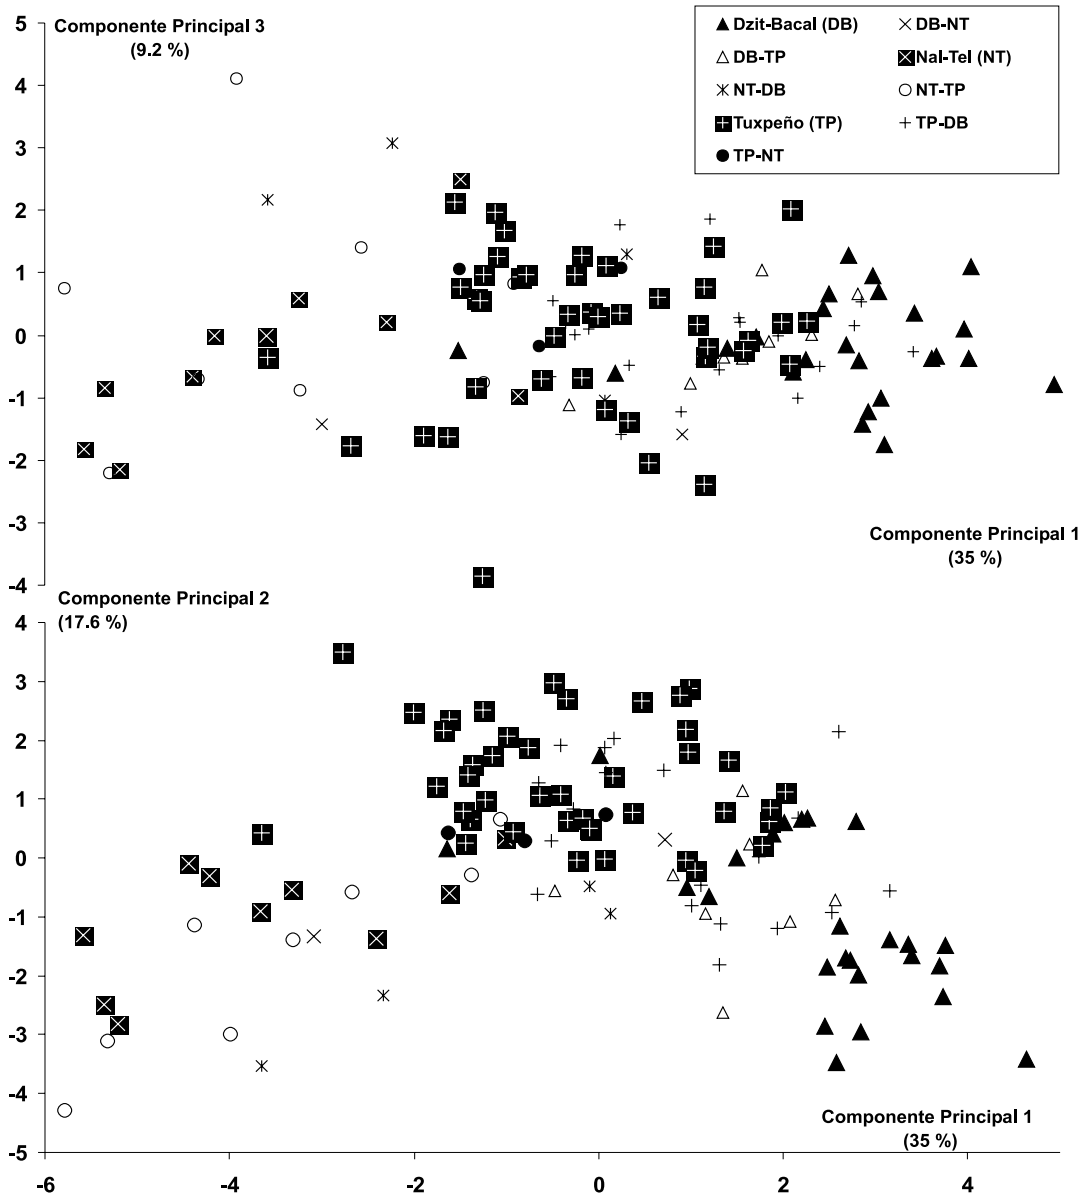 Componente Principal 3
(9.2 %)
Dzit-Bacal (DB)
DB-NT
DB-TP
Nal-Tel (NT)
NT-DB
NT-TP
Tuxpeño (TP)
TP-DB
TP-NT
5
4
3
2
1
0
-1
-2
-3
-4
Componente Principal 1
(35 %)
Componente Principal 2
(17.6 %)
4
3
2
1
0
-1
-2
-3
-4
-5
Componente Principal 1
(35 %)
-6 -4 -2 0 2 4